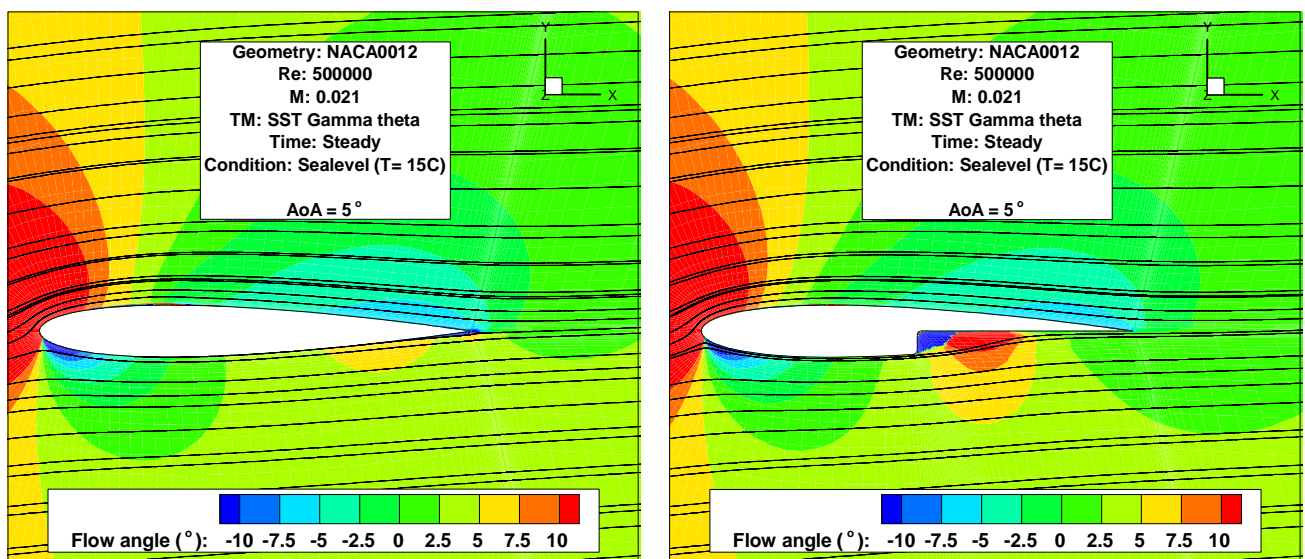 Geometry: NACA0012
Re: 500000
M: 0.021
TM: SST Gamma theta
Time: Steady
Condition: Sealevel (T= 15C)
AoA = 5°
Y
Z X
Flow angle (°): -10 -7.5 -5 -2.5 0 2.5 5 7.5 10
Geometry: NACA0012
Re: 500000
M: 0.021
TM: SST Gamma theta
Time: Steady
Condition: Sealevel (T= 15C)
AoA = 5°
Y
Z X
Flow angle (°): -10 -7.5 -5 -2.5 0 2.5 5 7.5 10